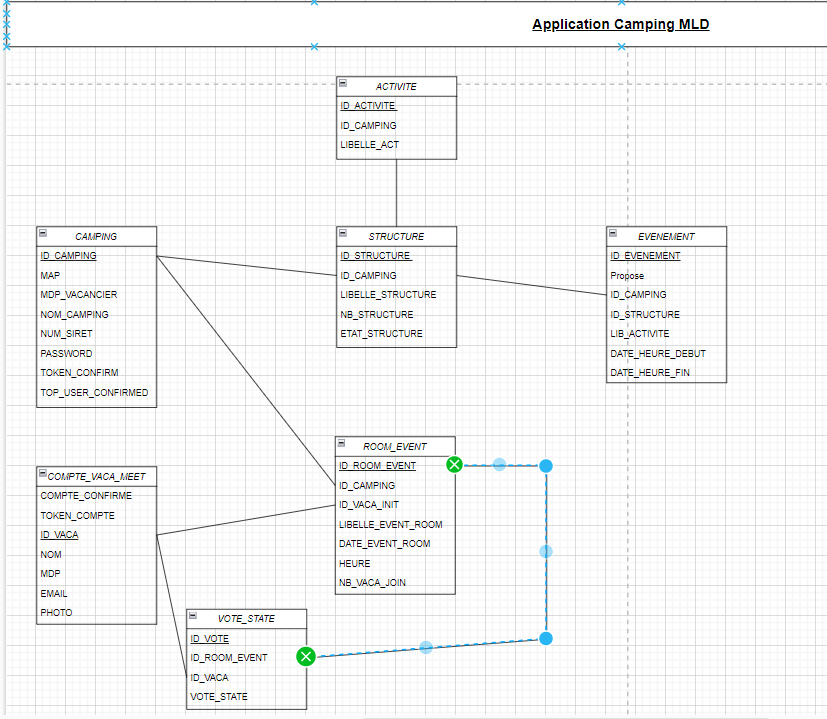 Application Camping MLD
ACTIVITE
ID_ACTIVITE
ID_CAMPING
LIBELLE_ACT
CAMPING
ID_CAMPING
MAP
MDP_VACANCIER
NOM_CAMPING
NUM_SIRET
PASSWORD
TOKEN_CONFIRM
TOP_USER_CONFIRMED
STRUCTURE
ID_STRUCTURE
ID_CAMPING
LIBELLE_STRUCTURE
NB_STRUCTURE
ETAT_STRUCTURE
EVENEMENT
ID_EVENEMENT
Propose
ID_CAMPING
ID_STRUCTURE
LIB_ACTIVITE
DATE_HEURE_DEBUT
DATE_HEURE_FIN
ROOM_EVENT
ID_ROOM_EVENT
ID_CAMPING
ID_VACA_INIT
LIBELLE_EVENT_ROOM
DATE_EVENT_ROOM
HEURE
NB_VACA_JOIN
COMPTE_VACA_MEET
COMPTE_CONFIRME
TOKEN_COMPTE
ID_VACA
NOM
MDP
EMAIL
PHOTO
VOTE_STATE
ID_VOTE
ID_ROOM_EVENT
ID_VACA
VOTE_STATE